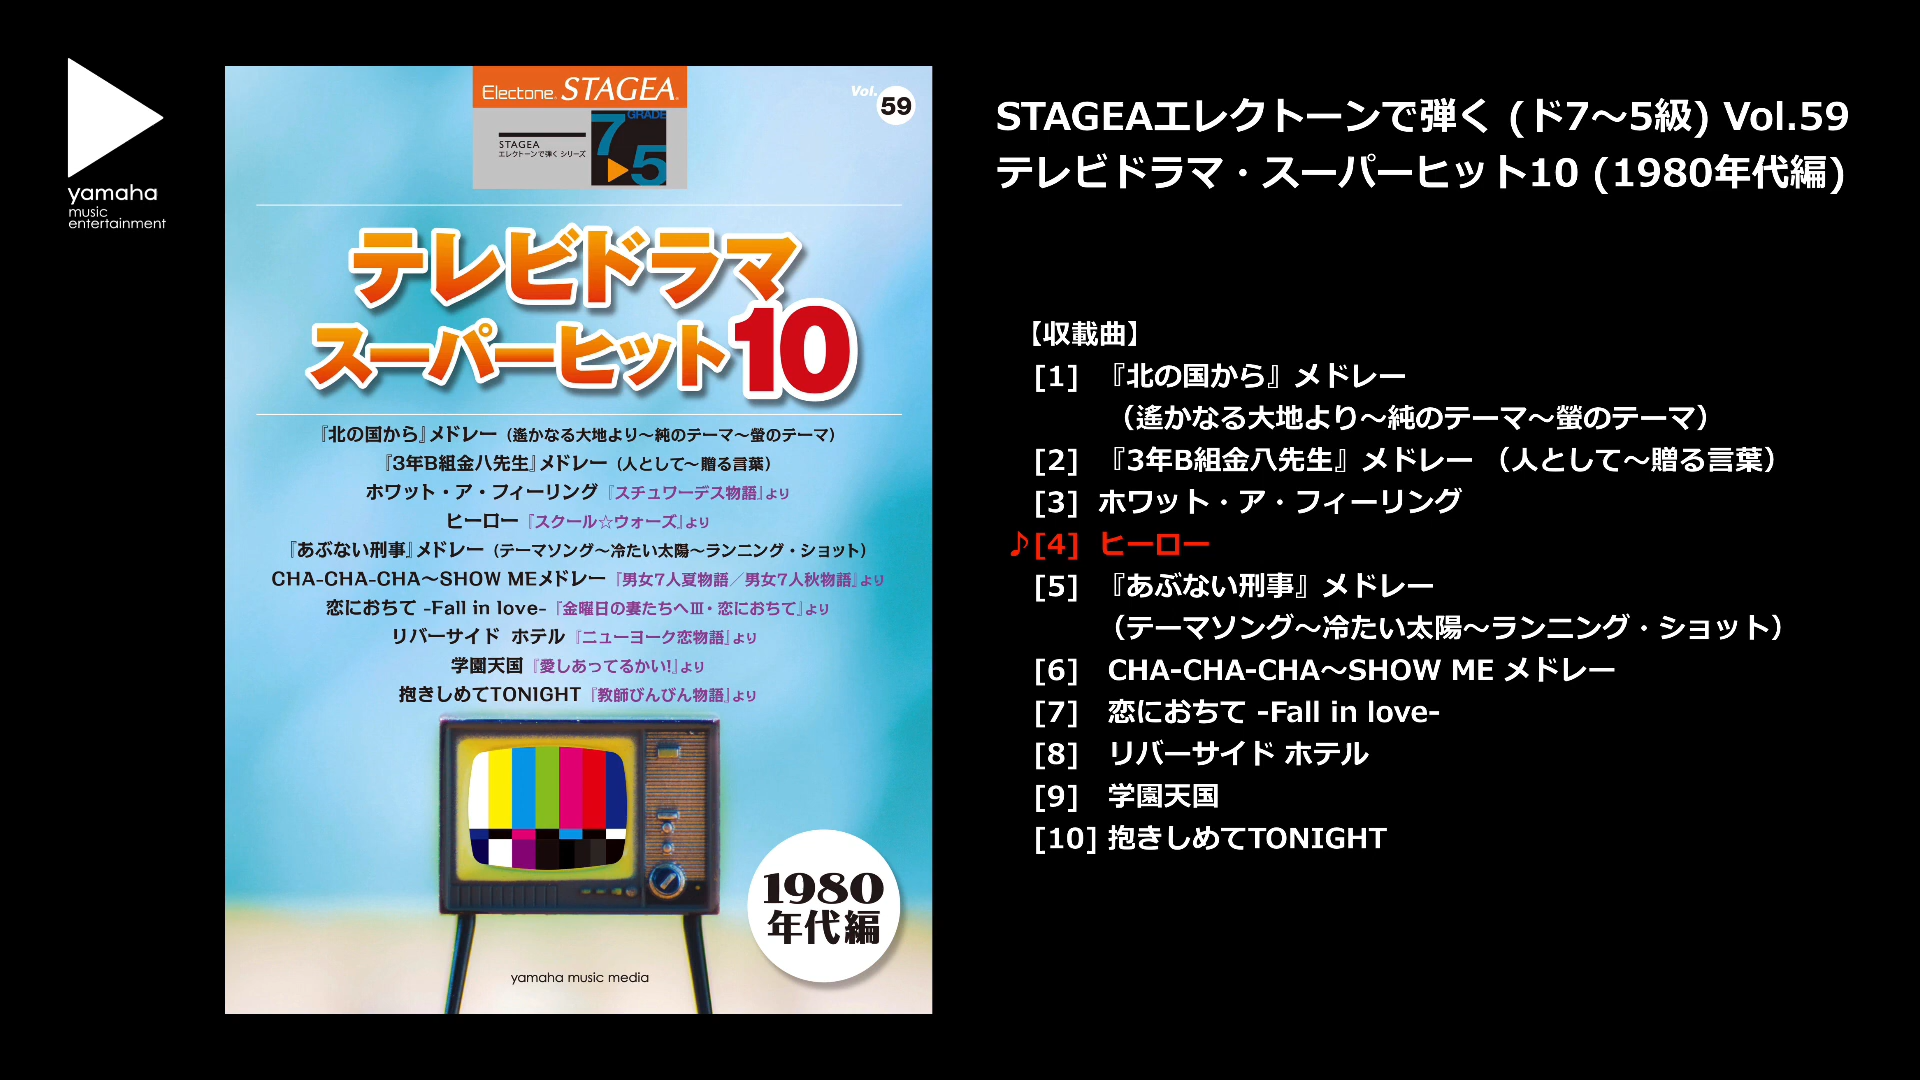 yamaha
music
entertainment
Electone® STAGEA®
STAGEA
エレクトーンで弾く シリーズ
GRADE
7
5
Vol. 59
テレビドラマ
スーパーヒット10
『北の国から』メドレー（遙かなる大地より～純のテーマ～螢のテーマ）
『3年B組金八先生』メドレー（人として～贈る言葉）
ホワット・ア・フィーリング『スチュワーデス物語』より
ヒーロー『スクール☆ウォーズ』より
『あぶない刑事』メドレー（テーマソング～冷たい太陽～ランニング・ショット）
CHA-CHA-CHA～SHOW MEメドレー『男女7人夏物語／男女7人秋物語』より
恋におちて -Fall in love-『金曜日の妻たちへⅢ・恋におちて』より
リバーサイド ホテル『ニューヨーク恋物語』より
学園天国『愛しあってるかい!』より
抱きしめてTONIGHT『教師びんびん物語』より
1980
年代編
yamaha music media
STAGEAエレクトーンで弾く (ド7～5級) Vol.59
テレビドラマ・スーパーヒット10 (1980年代編)
【収載曲】
[1] 『北の国から』メドレー
（遙かなる大地より～純のテーマ～螢のテーマ）
[2] 『3年B組金八先生』メドレー （人として～贈る言葉）
[3] ホワット・ア・フィーリング
♪[4] ヒーロー
[5] 『あぶない刑事』メドレー
（テーマソング～冷たい太陽～ランニング・ショット）
[6] CHA-CHA-CHA～SHOW ME メドレー
[7] 恋におちて -Fall in love-
[8] リバーサイド ホテル
[9] 学園天国
[10] 抱きしめてTONIGHT